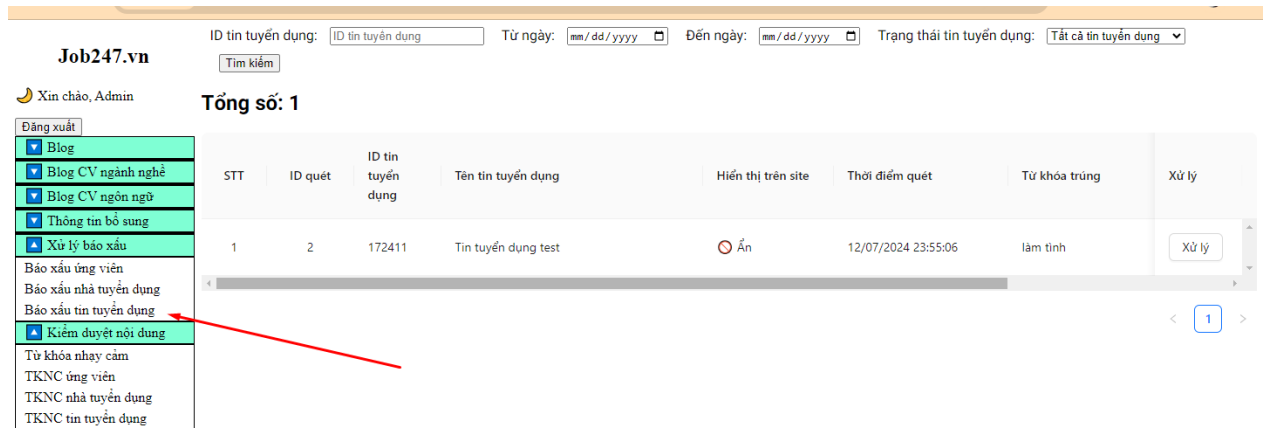 Job247.vn
🌙 Xin chào, Admin
Đăng xuất
Blog
Blog CV ngành nghề
Blog CV ngôn ngữ
Thông tin bổ sung
Xử lý báo xấu
Báo xấu ứng viên
Báo xấu nhà tuyển dụng
Báo xấu tin tuyển dụng
Kiểm duyệt nội dung
Từ khóa nhạy cảm
TKNC ứng viên
TKNC nhà tuyển dụng
TKNC tin tuyển dụng
ID tin tuyển dụng: ID tin tuyển dụng Từ ngày: mm/dd/yyyy Đến ngày: mm/dd/yyyy Trạng thái tin tuyển dụng: Tất cả tin tuyển dụng
Tìm kiếm
Tổng số: 1
STT ID quét ID tin tuyển dụng Tên tin tuyển dụng Hiển thị trên site Thời điểm quét Từ khóa trúng Xử lý
1 2 172411 Tin tuyển dụng test Ẩn 12/07/2024 23:55:06 làm tình Xử lý
< 1 >